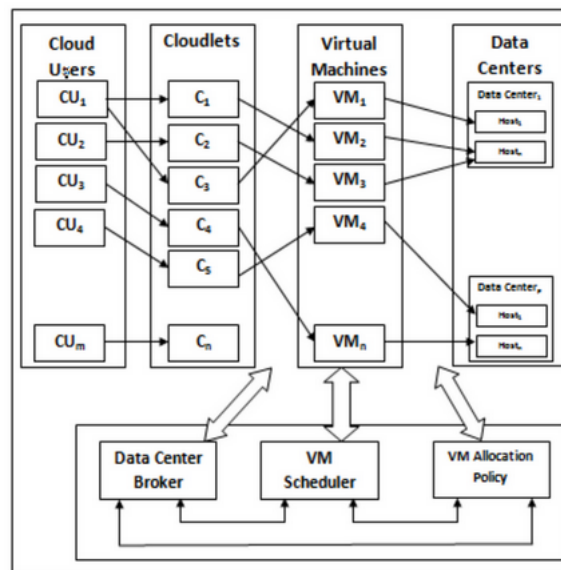 Cloud
Users
CU₁
CU₂
CU₃
CU₄
CUₘ
Cloudlets
C₁
C₂
C₃
C₄
C₅
Cₙ
Virtual
Machines
VM₁
VM₂
VM₃
VM₄
VMₙ
Data
Centers
Data Center₁
Host₁
Hostₙ
Data Centerₚ
Host₁
Hostₙ
Data Center
Broker
VM
Scheduler
VM Allocation
Policy